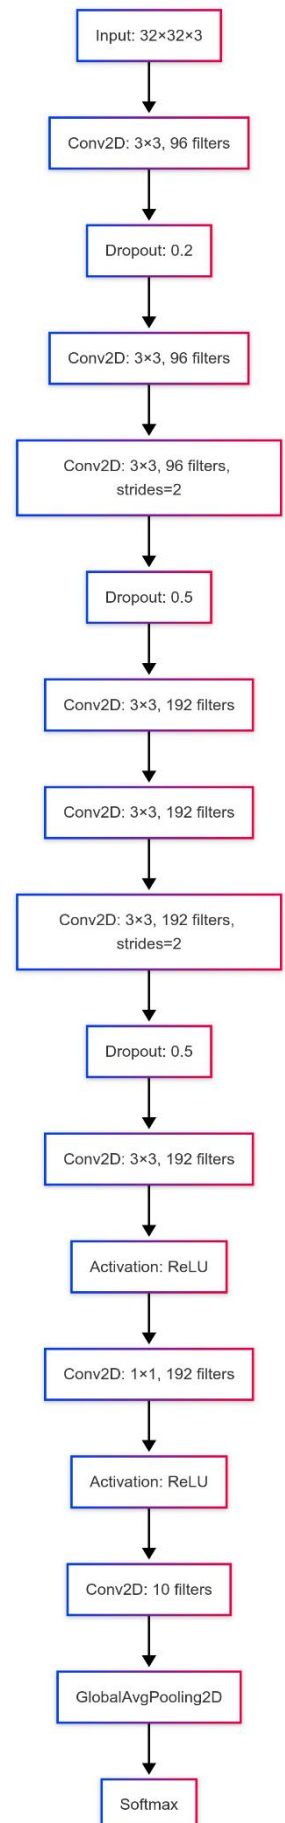 Input: 32×32×3
Conv2D: 3×3, 96 filters
Dropout: 0.2
Conv2D: 3×3, 96 filters
Conv2D: 3×3, 96 filters,
strides=2
Dropout: 0.5
Conv2D: 3×3, 192 filters
Conv2D: 3×3, 192 filters
Conv2D: 3×3, 192 filters,
strides=2
Dropout: 0.5
Conv2D: 3×3, 192 filters
Activation: ReLU
Conv2D: 1×1, 192 filters
Activation: ReLU
Conv2D: 10 filters
GlobalAvgPooling2D
Softmax